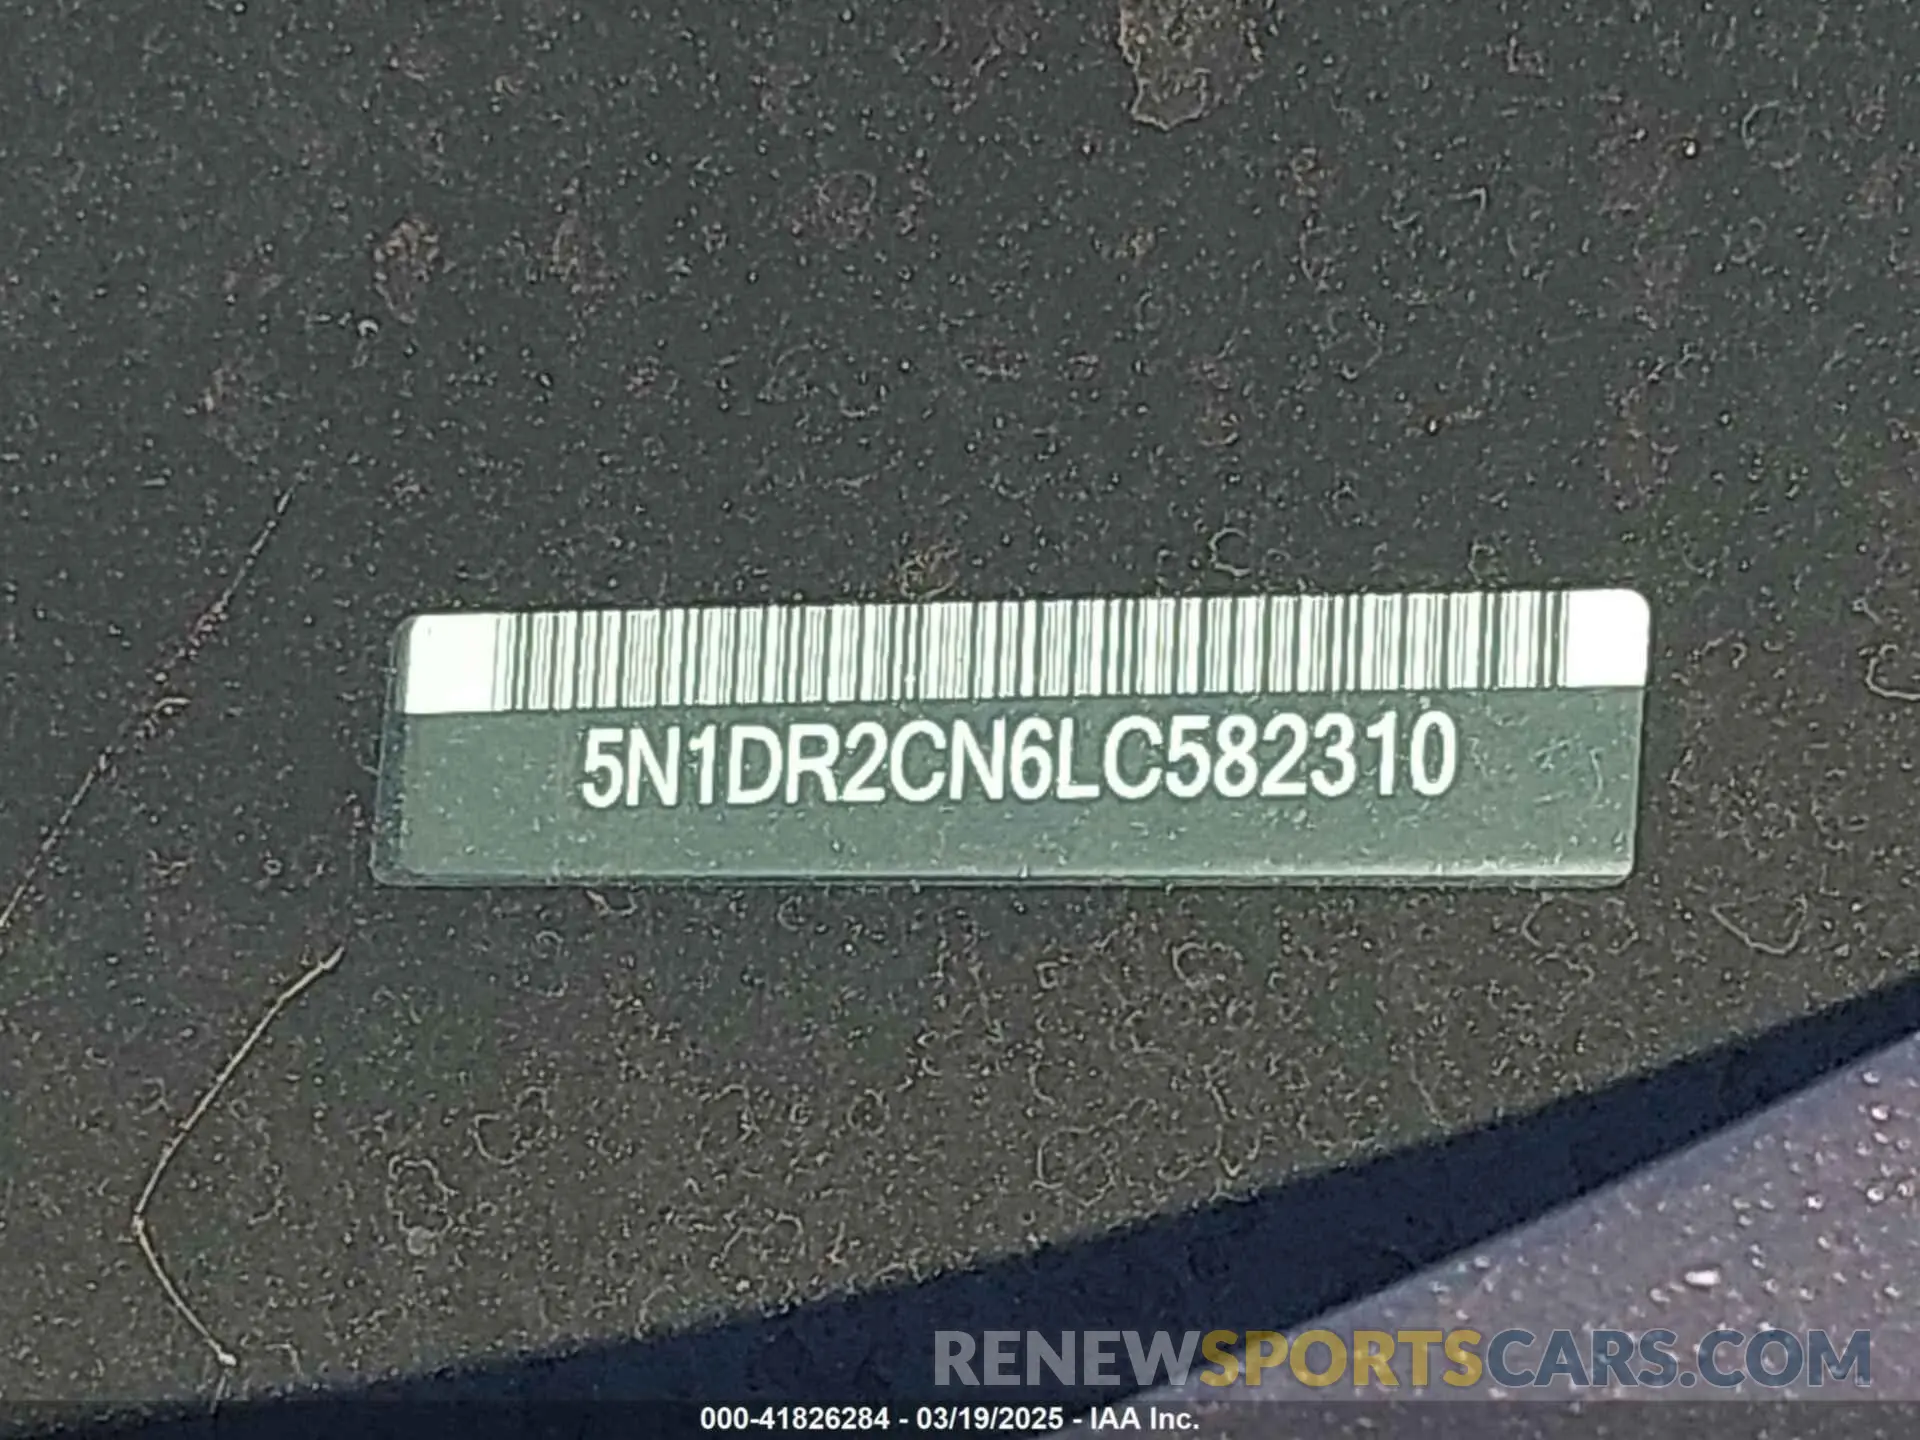 5N1DR2CN6LC582310
RENEWSPORTSCARS.COM
000-41826284 - 03/19/2025 - IAA Inc.